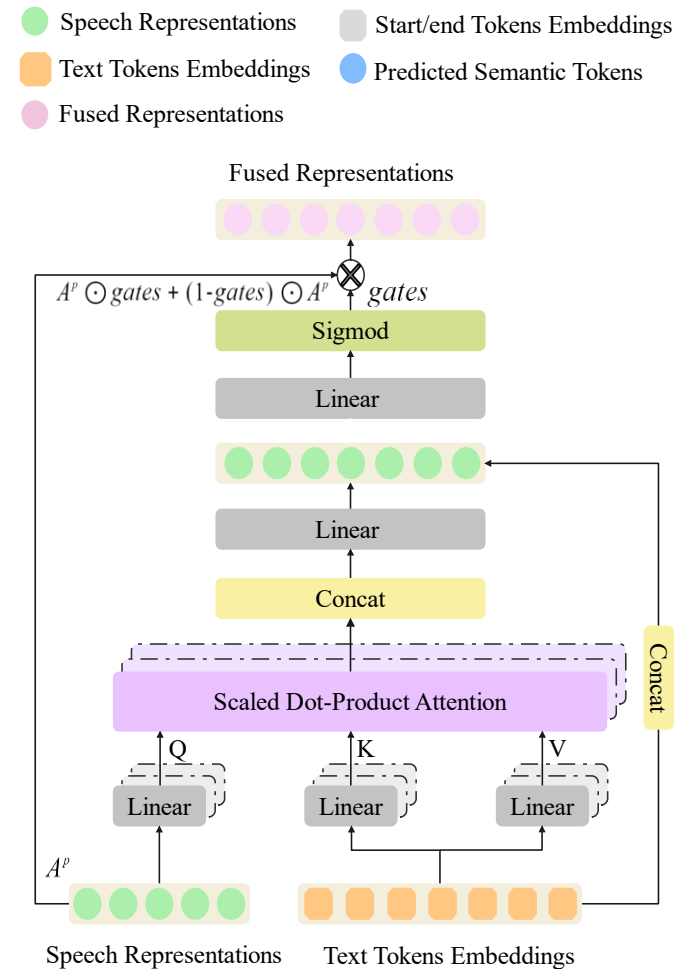 Speech Representations
Start/end Tokens Embeddings
Text Tokens Embeddings
Predicted Semantic Tokens
Fused Representations
Fused Representations
A^p ⊙ gates + (1-gates) ⊙ A^p
gates
Sigmod
Linear
Linear
Concat
Concat
Scaled Dot-Product Attention
Q
K
V
Linear
Linear
Linear
A^p
Speech Representations
Text Tokens Embeddings